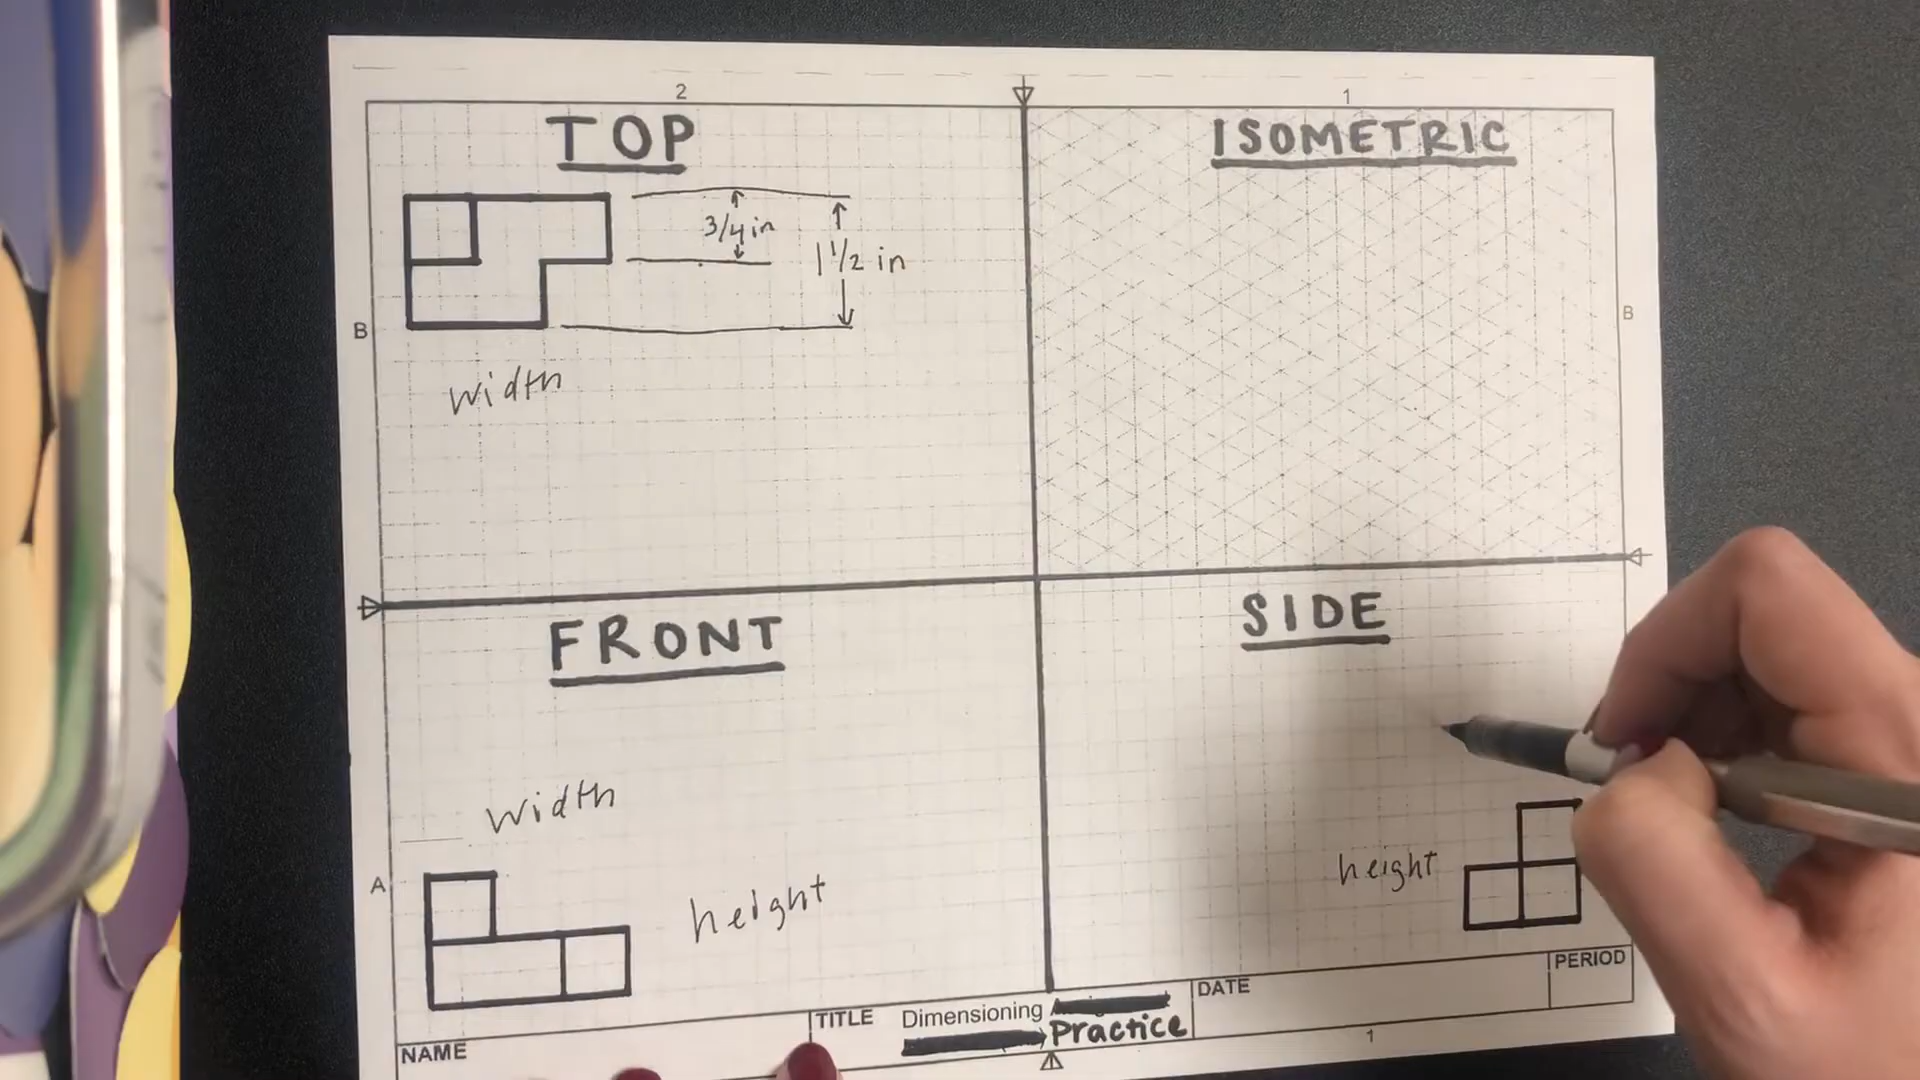 2
1
TOP
ISOMETRIC
3/4 in
1 1/2 in
B
B
width
FRONT
SIDE
width
height
height
A
NAME
TITLE Dimensioning
Practice
DATE
PERIOD
1